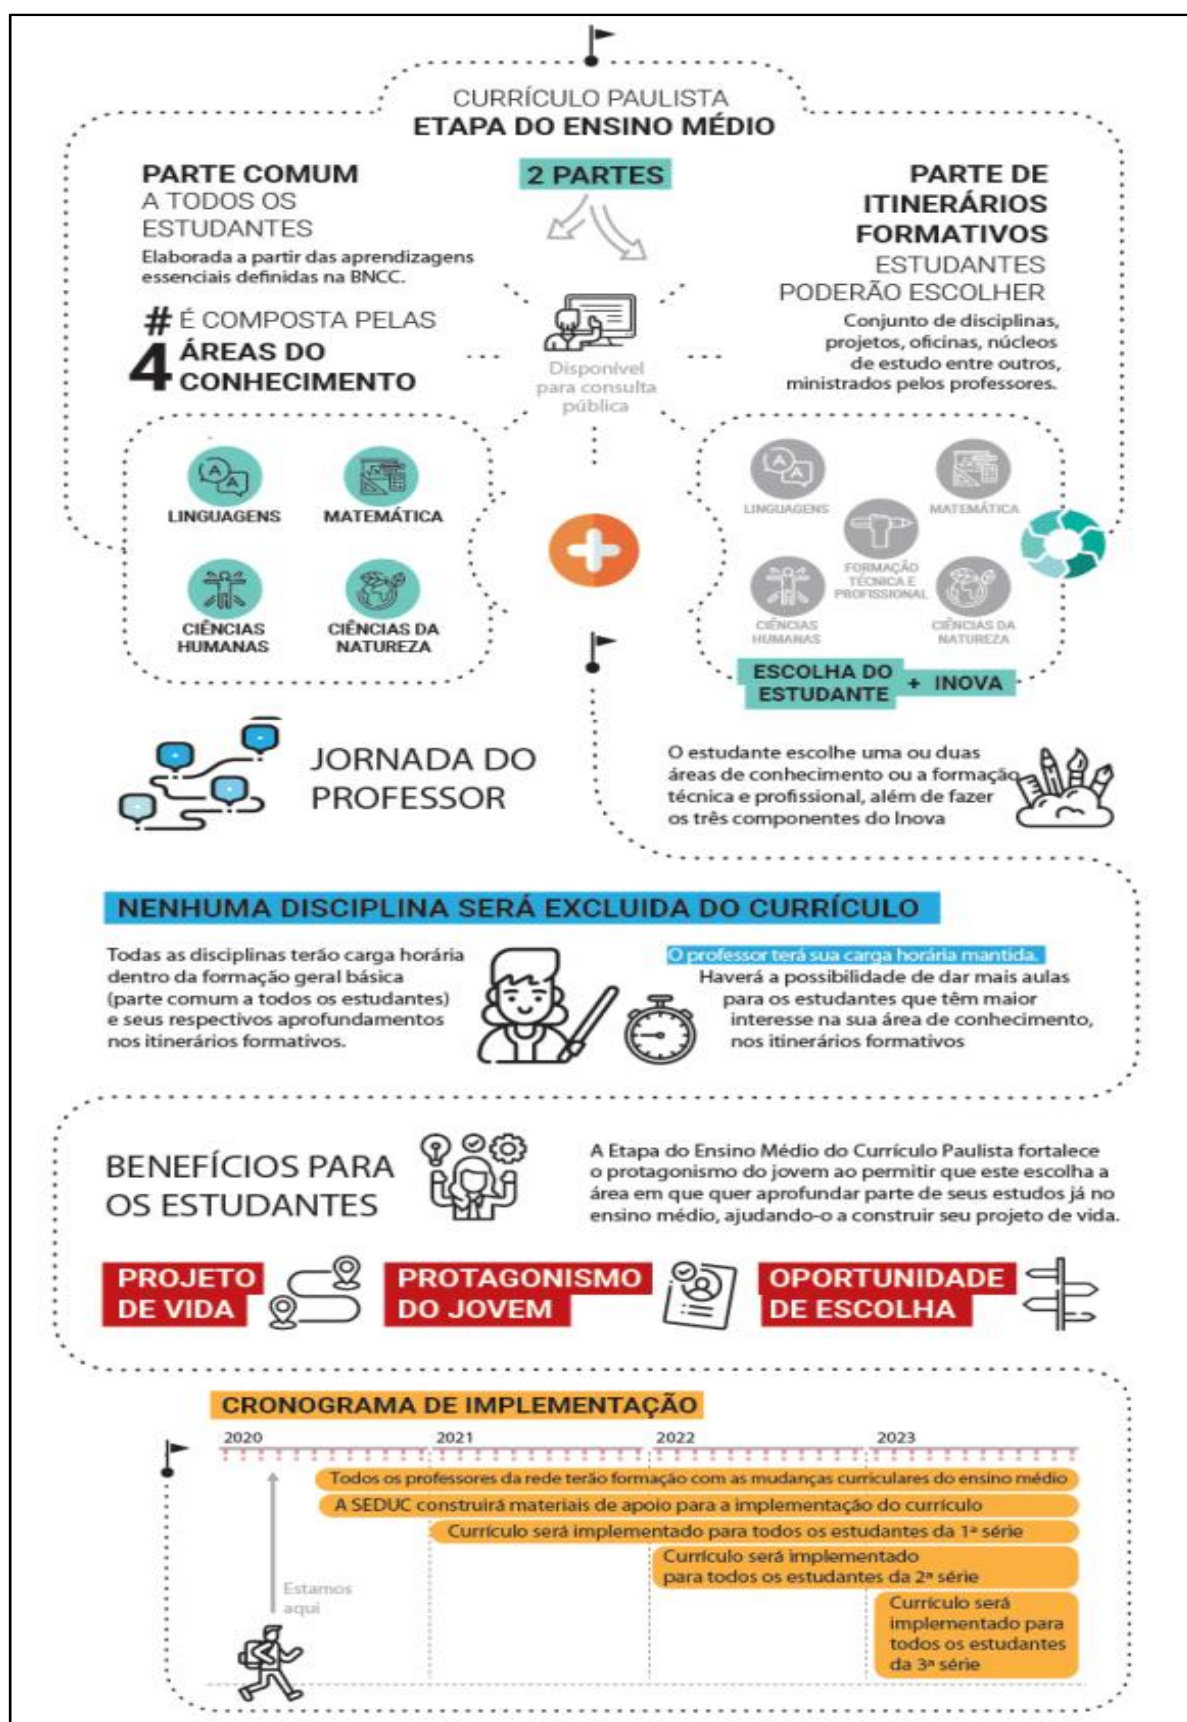 CURRÍCULO PAULISTA
ETAPA DO ENSINO MÉDIO
2 PARTES
PARTE COMUM
A TODOS OS
ESTUDANTES
Elaborada a partir das aprendizagens
essenciais definidas na BNCC.
# É COMPOSTA PELAS
4 ÁREAS DO
CONHECIMENTO
Disponível
para consulta
pública
PARTE DE
ITINERÁRIOS
FORMATIVOS
ESTUDANTES
PODERÃO ESCOLHER
Conjunto de disciplinas,
projetos, oficinas, núcleos
de estudo entre outros,
ministrados pelos professores.
LINGUAGENS
MATEMÁTICA
CIÊNCIAS
HUMANAS
CIÊNCIAS DA
NATUREZA
LINGUAGENS
MATEMÁTICA
FORMAÇÃO
TÉCNICA E
PROFISSIONAL
CIÊNCIAS
HUMANAS
CIÊNCIAS DA
NATUREZA
ESCOLHA DO
ESTUDANTE + INOVA
JORNADA DO
PROFESSOR
O estudante escolhe uma ou duas
áreas de conhecimento ou a formação
técnica e profissional, além de fazer
os três componentes do Inova
NENHUMA DISCIPLINA SERÁ EXCLUIDA DO CURRÍCULO
Todas as disciplinas terão carga horária
dentro da formação geral básica
(parte comum a todos os estudantes)
e seus respectivos aprofundamentos
nos itinerários formativos.
O professor terá sua carga horária mantida.
Haverá a possibilidade de dar mais aulas
para os estudantes que têm maior
interesse na sua área de conhecimento,
nos itinerários formativos
BENEFÍCIOS PARA
OS ESTUDANTES
A Etapa do Ensino Médio do Currículo Paulista fortalece
o protagonismo do jovem ao permitir que este escolha a
área em que quer aprofundar parte de seus estudos já no
ensino médio, ajudando-o a construir seu projeto de vida.
PROJETO
DE VIDA
PROTAGONISMO
DO JOVEM
OPORTUNIDADE
DE ESCOLHA
CRONOGRAMA DE IMPLEMENTAÇÃO
2020 2021 2022 2023
Todos os professores da rede terão formação com as mudanças curriculares do ensino médio
A SEDUC construirá materiais de apoio para a implementação do currículo
Currículo será implementado para todos os estudantes da 1ª série
Currículo será implementado
para todos os estudantes da 2ª série
Currículo será
implementado para
todos os estudantes
da 3ª série
Estamos
aqui